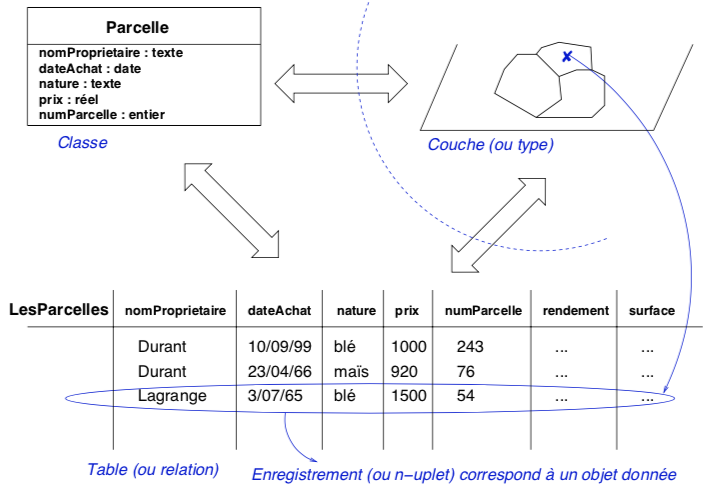 Parcelle
nomProprietaire : texte
dateAchat : date
nature : texte
prix : réel
numParcelle : entier
Classe
Couche (ou type)
LesParcelles nomProprietaire dateAchat nature prix numParcelle rendement surface
Durant 10/09/99 blé 1000 243 ... ...
Durant 23/04/66 maïs 920 76 ... ...
Lagrange 3/07/65 blé 1500 54 ... ...
Table (ou relation)
Enregistrement (ou n−uplet) correspond à un objet donnée